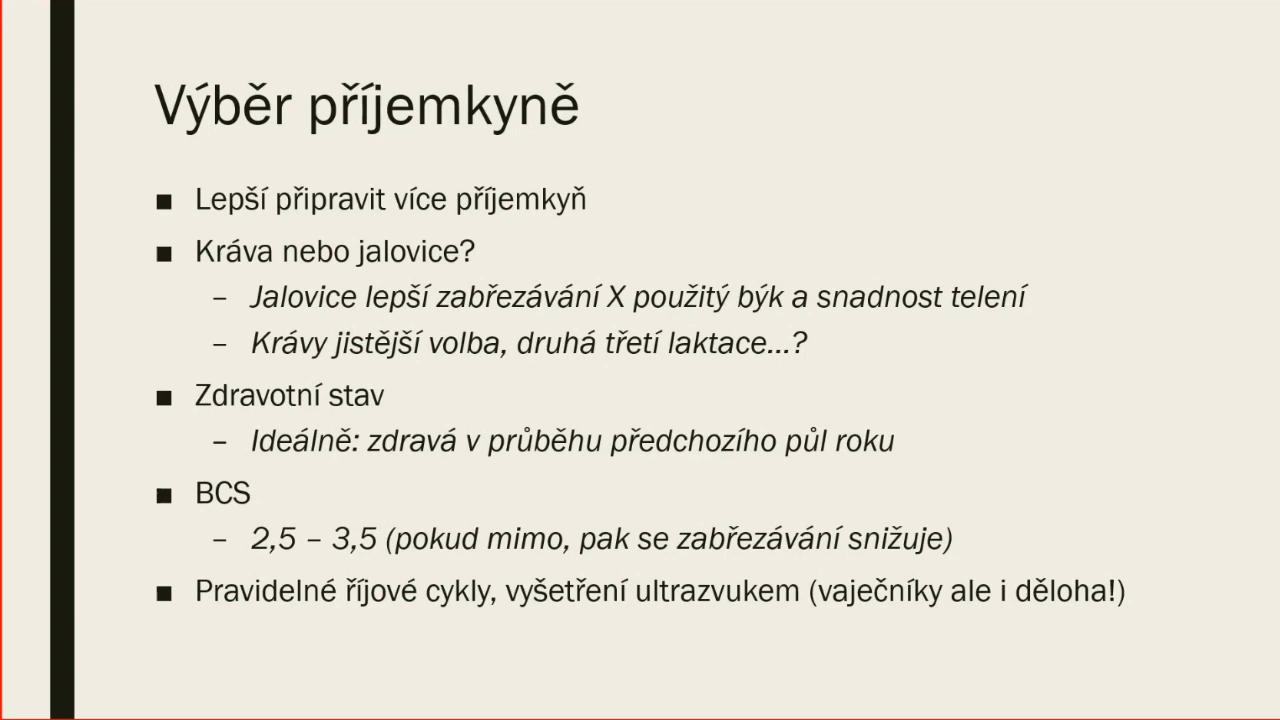 Výběr příjemkyně
■ Lepší připravit více příjemkyň
■ Kráva nebo jalovice?
– Jalovice lepší zabřezávání X použitý býk a snadnost telení
– Krávy jistější volba, druhá třetí laktace...?
■ Zdravotní stav
– Ideálně: zdravá v průběhu předchozího půl roku
■ BCS
– 2,5 – 3,5 (pokud mimo, pak se zabřezávání snižuje)
■ Pravidelné říjové cykly, vyšetření ultrazvukem (vaječníky ale i děloha!)